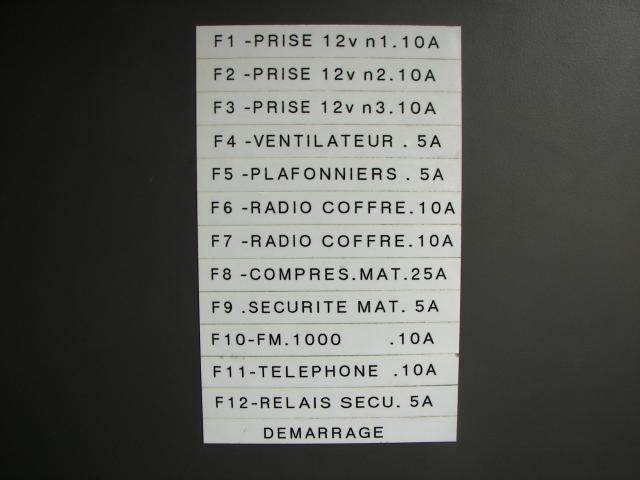 F1 -PRISE 12v n1.10A
F2 -PRISE 12v n2.10A
F3 -PRISE 12v n3.10A
F4 -VENTILATEUR . 5A
F5 -PLAFONNIERS . 5A
F6 -RADIO COFFRE.10A
F7 -RADIO COFFRE.10A
F8 -COMPRES.MAT.25A
F9 .SECURITE MAT. 5A
F10-FM.1000 .10A
F11-TELEPHONE .10A
F12-RELAIS SECU. 5A
DEMARRAGE